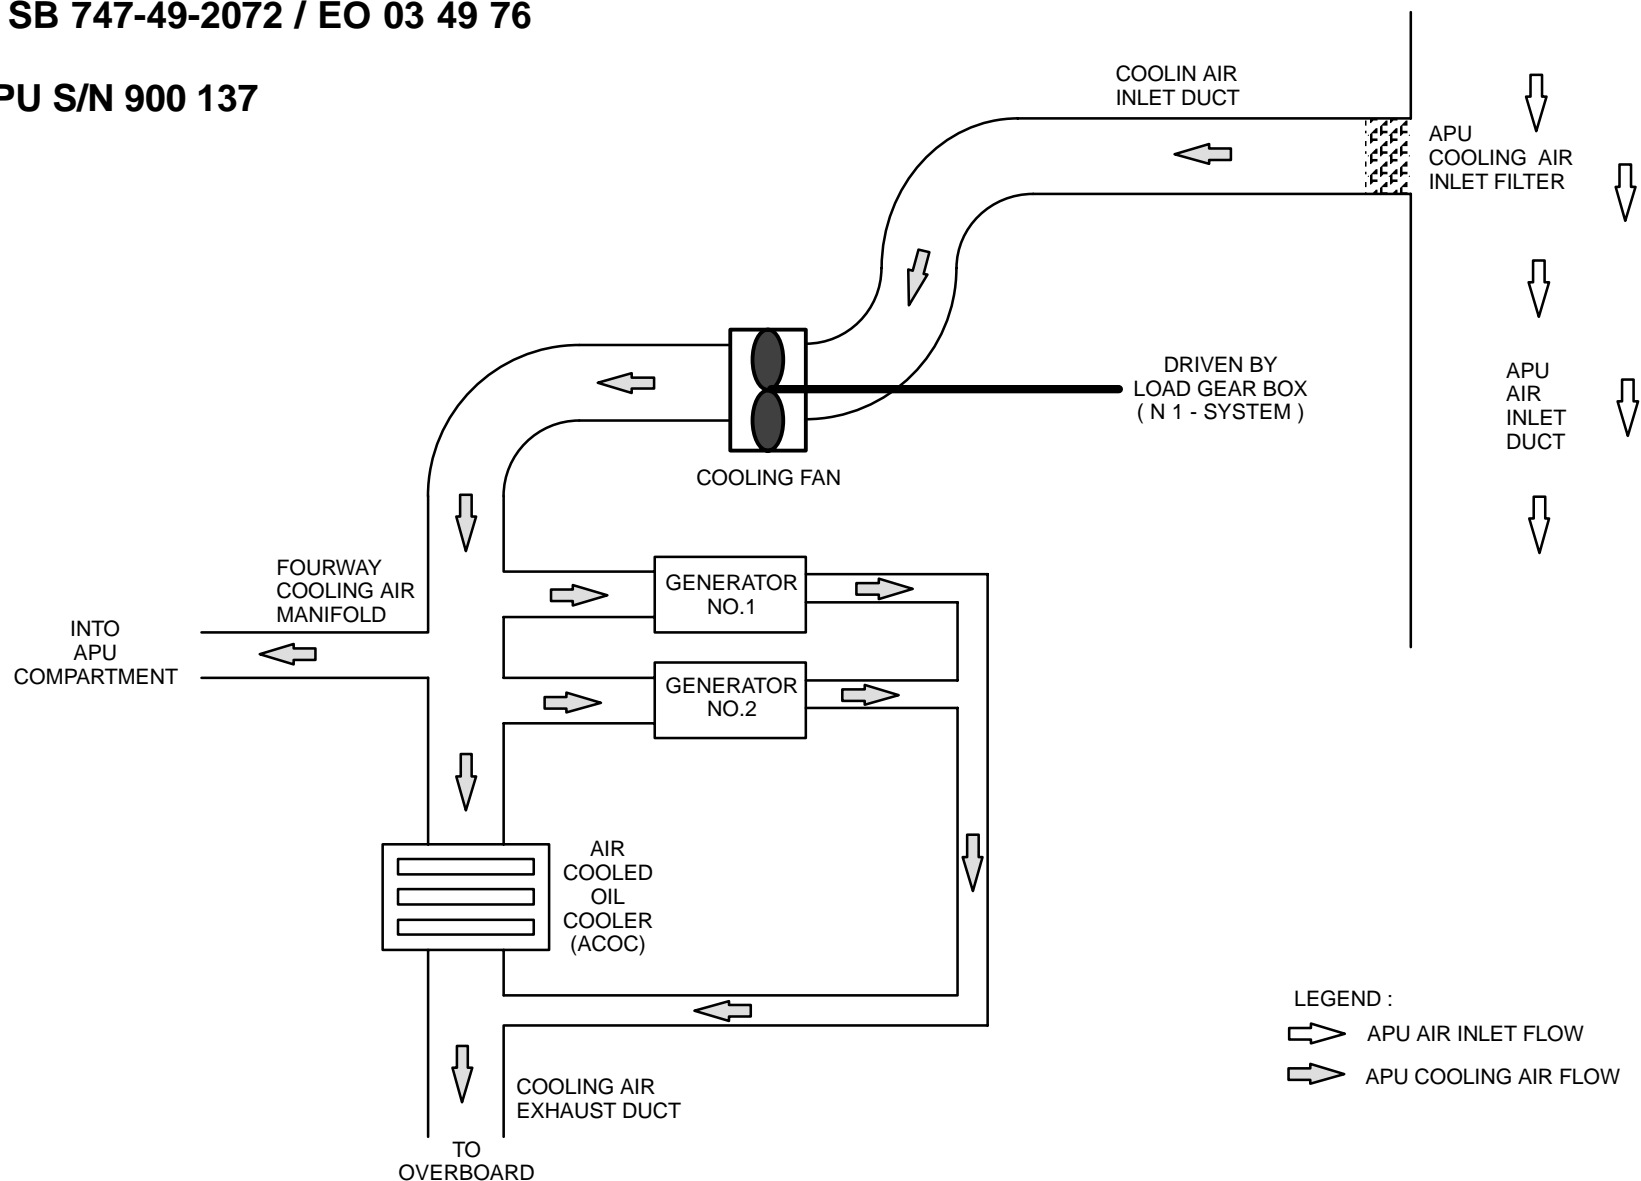 SB 747-49-2072 / EO 03 49 76
PU S/N 900 137
COOLIN AIR
INLET DUCT
APU
COOLING AIR
INLET FILTER
DRIVEN BY
LOAD GEAR BOX
( N 1 - SYSTEM )
APU
AIR
INLET
DUCT
COOLING FAN
FOURWAY
COOLING AIR
MANIFOLD
GENERATOR
NO.1
INTO
APU
COMPARTMENT
GENERATOR
NO.2
AIR
COOLED
OIL
COOLER
(ACOC)
LEGEND :
APU AIR INLET FLOW
APU COOLING AIR FLOW
COOLING AIR
EXHAUST DUCT
TO
OVERBOARD